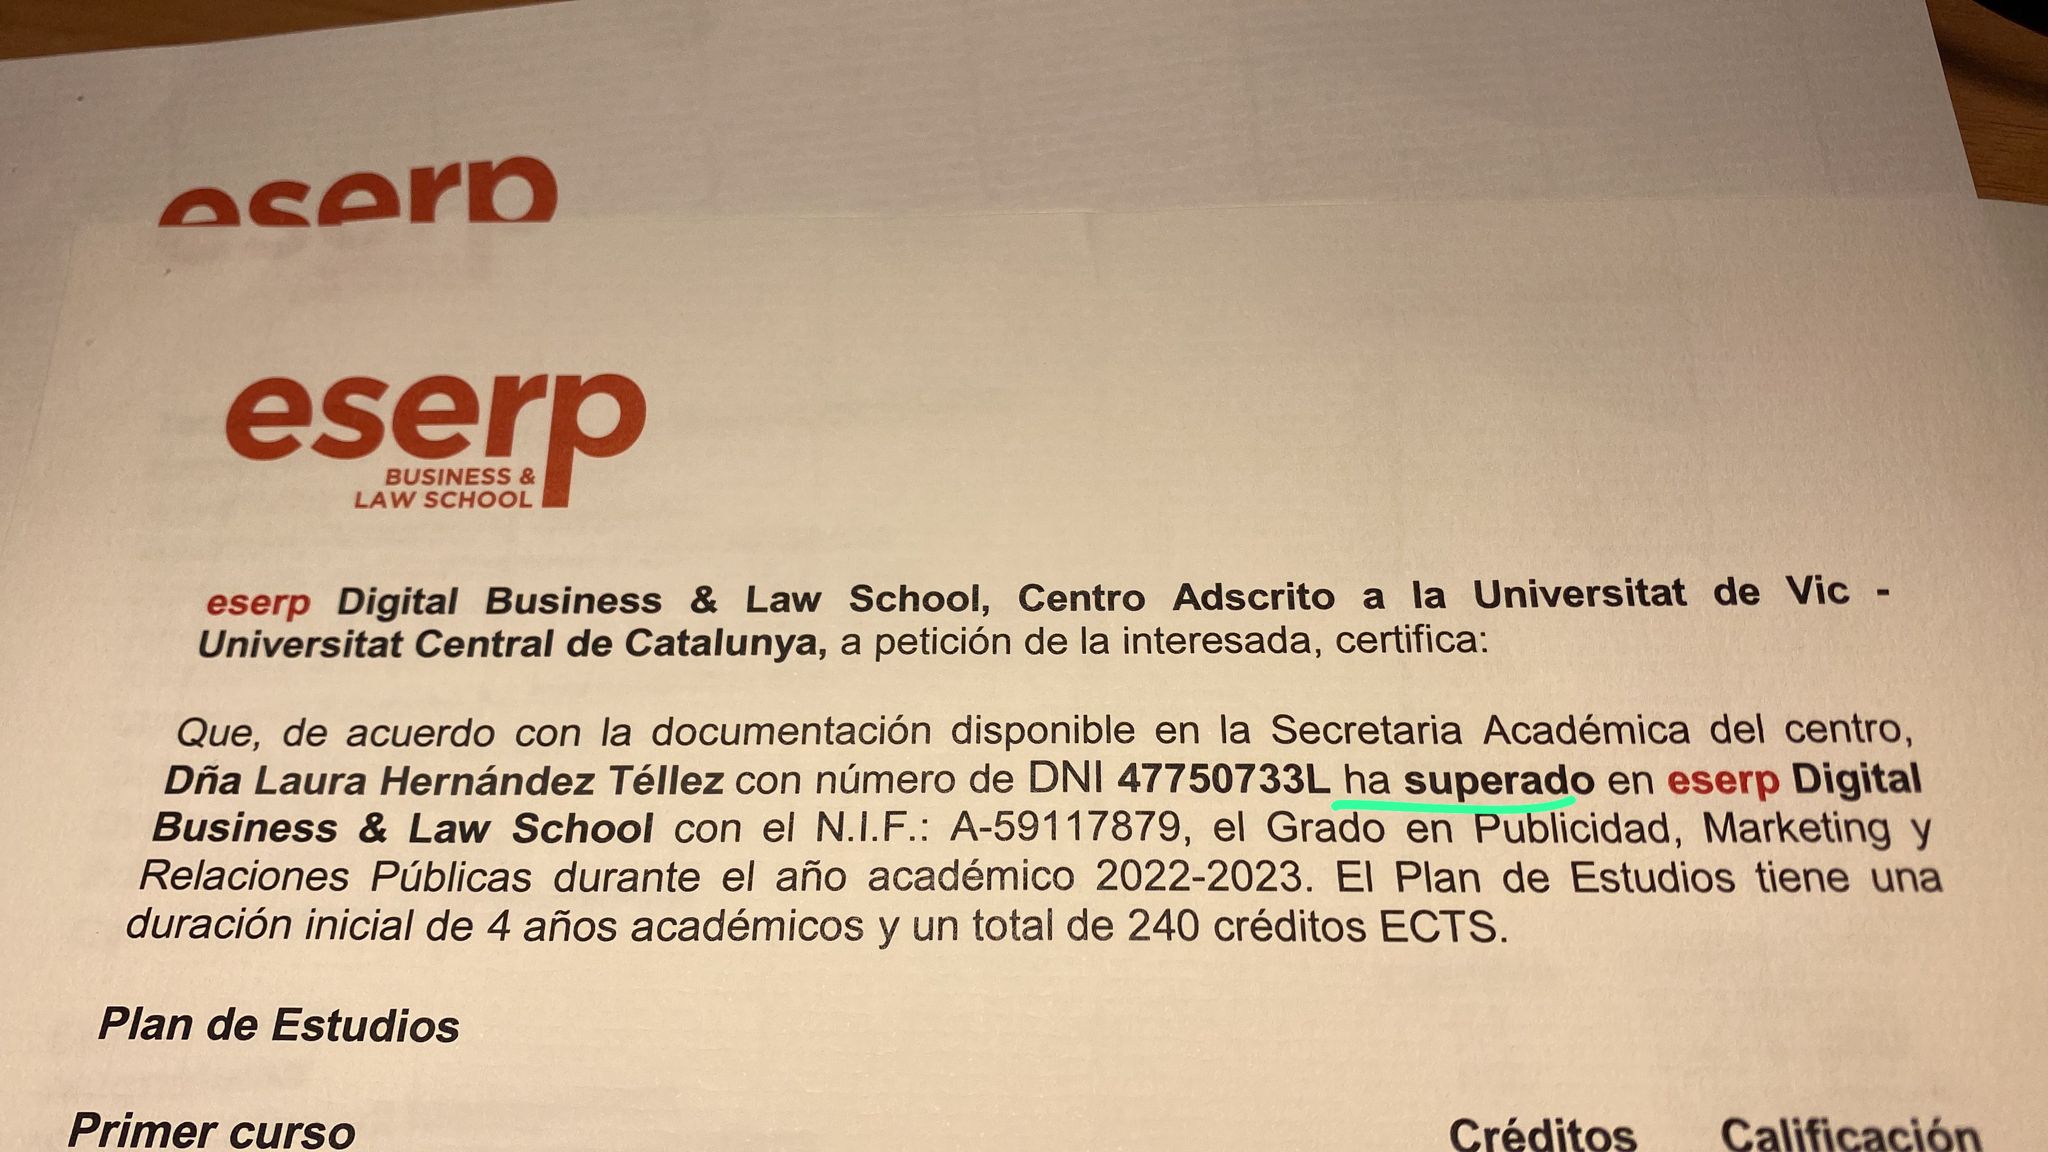 eserp
eserp
BUSINESS &
LAW SCHOOL
eserp Digital Business & Law School, Centro Adscrito a la Universitat de Vic -
Universitat Central de Catalunya, a petición de la interesada, certifica:
Que, de acuerdo con la documentación disponible en la Secretaria Académica del centro,
Dña Laura Hernández Téllez con número de DNI 47750733L ha superado en eserp Digital
Business & Law School con el N.I.F.: A-59117879, el Grado en Publicidad, Marketing y
Relaciones Públicas durante el año académico 2022-2023. El Plan de Estudios tiene una
duración inicial de 4 años académicos y un total de 240 créditos ECTS.
Plan de Estudios
Primer curso Créditos Calificación